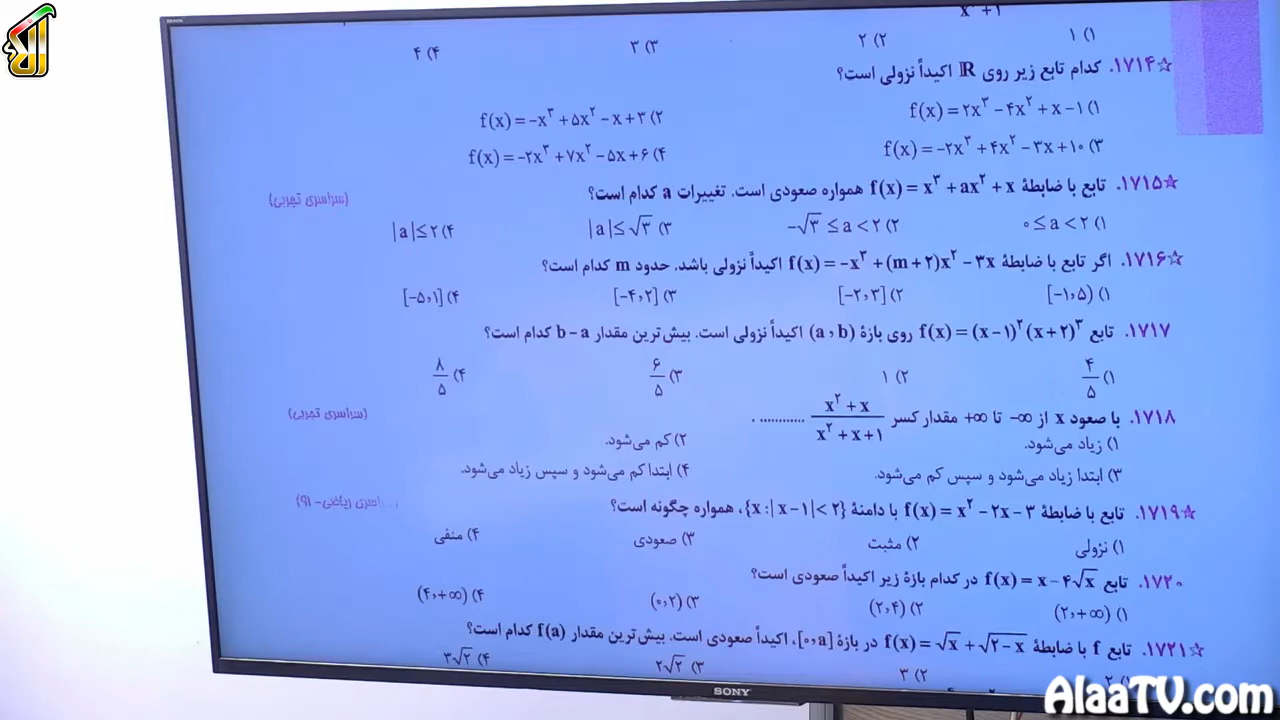 آلاء
SONY
x² + ۱
۱) ۱ ۲) ۲ ۳) ۳ ۴) ۴
☆۱۷۱۴. کدام تابع زیر روی ℝ اکیداً نزولی است؟
۱) f(x) = ۲x³ − ۴x² + x − ۱ ۲) f(x) = −x³ + ۵x² − x + ۳
۳) f(x) = −۲x³ + ۴x² − ۳x + ۱۰ ۴) f(x) = −۲x³ + ۷x² − ۵x + ۶
☆۱۷۱۵. تابع با ضابطهٔ f(x) = x³ + ax² + x همواره صعودی است. تغییرات a کدام است؟ (سراسری تجربی)
۱) ۰ ≤ a < ۲ ۲) −√۳ ≤ a < ۲ ۳) |a| ≤ √۳ ۴) |a| ≤ ۲
☆۱۷۱۶. اگر تابع با ضابطهٔ f(x) = −x³ + (m + ۲)x² − ۳x اکیداً نزولی باشد. حدود m کدام است؟
۱) [−۱, ۵) ۲) [−۲, ۳] ۳) [−۴, ۲] ۴) [−۵, ۱]
۱۷۱۷. تابع f(x) = (x − ۱)²(x + ۲)³ روی بازهٔ (a, b) اکیداً نزولی است. بیش‌ترین مقدار b − a کدام است؟
۱) ۴/۵ ۲) ۱ ۳) ۶/۵ ۴) ۸/۵
۱۷۱۸. با صعود x از −∞ تا +∞ مقدار کسر (x² + x)/(x² + x + ۱) ............ . (سراسری تجربی)
۱) زیاد می‌شود. ۲) کم می‌شود.
۳) ابتدا زیاد می‌شود و سپس کم می‌شود. ۴) ابتدا کم می‌شود و سپس زیاد می‌شود.
☆۱۷۱۹. تابع با ضابطهٔ f(x) = x² − ۲x − ۳ با دامنهٔ {x : |x − ۱| < ۲}، همواره چگونه است؟ (سراسری ریاضی - ۹۱)
۱) نزولی ۲) مثبت ۳) صعودی ۴) منفی
۱۷۲۰. تابع f(x) = x − ۴√x در کدام بازهٔ زیر اکیداً صعودی است؟
۱) (۲, +∞) ۲) (۲, ۴) ۳) (۰, ۲) ۴) (۴, +∞)
☆۱۷۲۱. تابع f با ضابطهٔ f(x) = √x + √(۲ − x) در بازهٔ [۰, a]، اکیداً صعودی است. بیش‌ترین مقدار f(a) کدام است؟
۱) ۲ ۲) ۳ ۳) ۲√۲ ۴) ۳√۲
AlaaTV.com